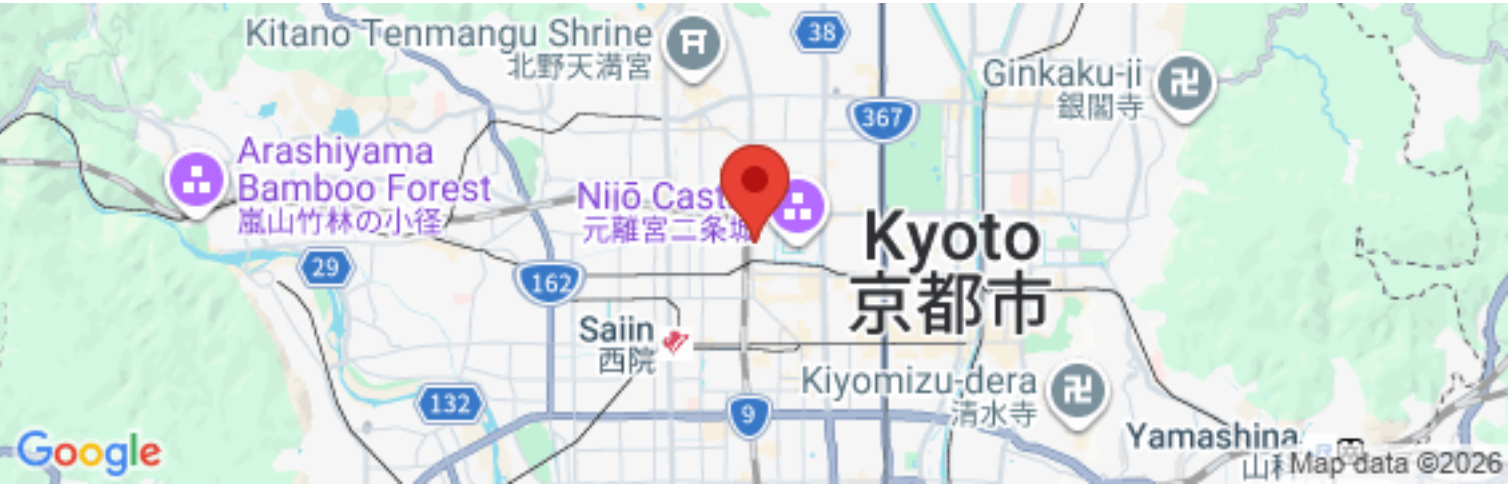 Kitano Tenmangu Shrine
北野天満宮
38
Ginkaku-ji
銀閣寺
367
Arashiyama
Bamboo Forest
嵐山竹林の小径
Nijō Cast
元離宮二条城
Kyoto
京都市
29
162
Saiin
西院
Kiyomizu-dera
清水寺
132
9
Yamashina
山科
Google
Map data ©2026